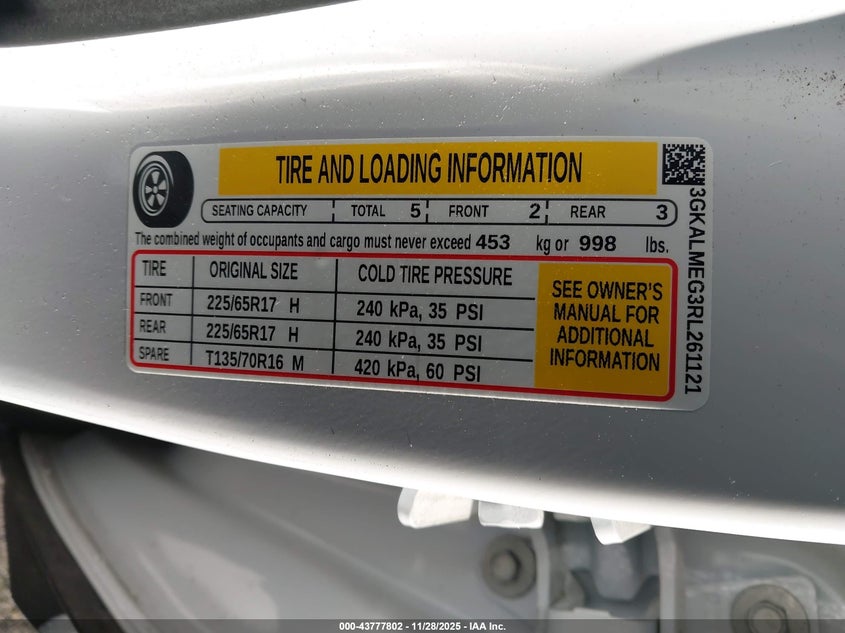 TIRE AND LOADING INFORMATION
SEATING CAPACITY TOTAL 5 FRONT 2 REAR 3
The combined weight of occupants and cargo must never exceed 453 kg or 998 lbs.
TIRE ORIGINAL SIZE COLD TIRE PRESSURE
FRONT 225/65R17 H 240 kPa, 35 PSI
REAR 225/65R17 H 240 kPa, 35 PSI
SPARE T135/70R16 M 420 kPa, 60 PSI
SEE OWNER'S
MANUAL FOR
ADDITIONAL
INFORMATION
3GKALMEG3RL261121
000-43777802 - 11/28/2025 - IAA Inc.